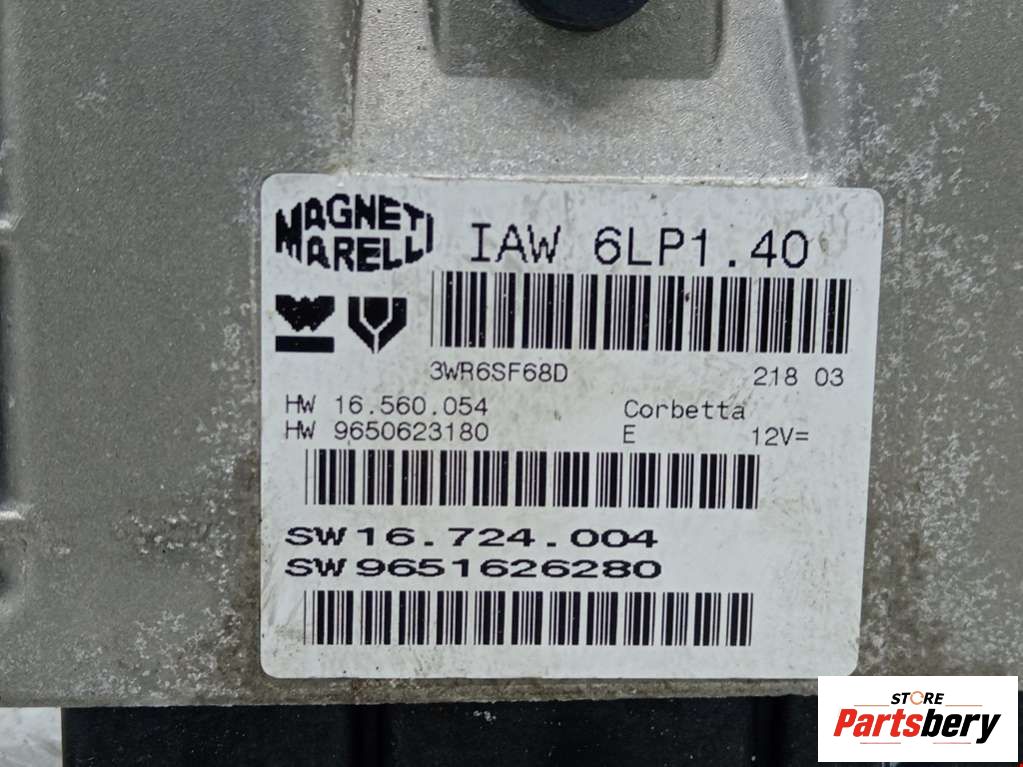 MAGNETI
MARELLI
IAW 6LP1.40
3WR6SF68D
218 03
HW 16.560.054
Corbetta
HW 9650623180
E
12V=
SW 16.724.004
SW 9651626280
STORE
Partsbery